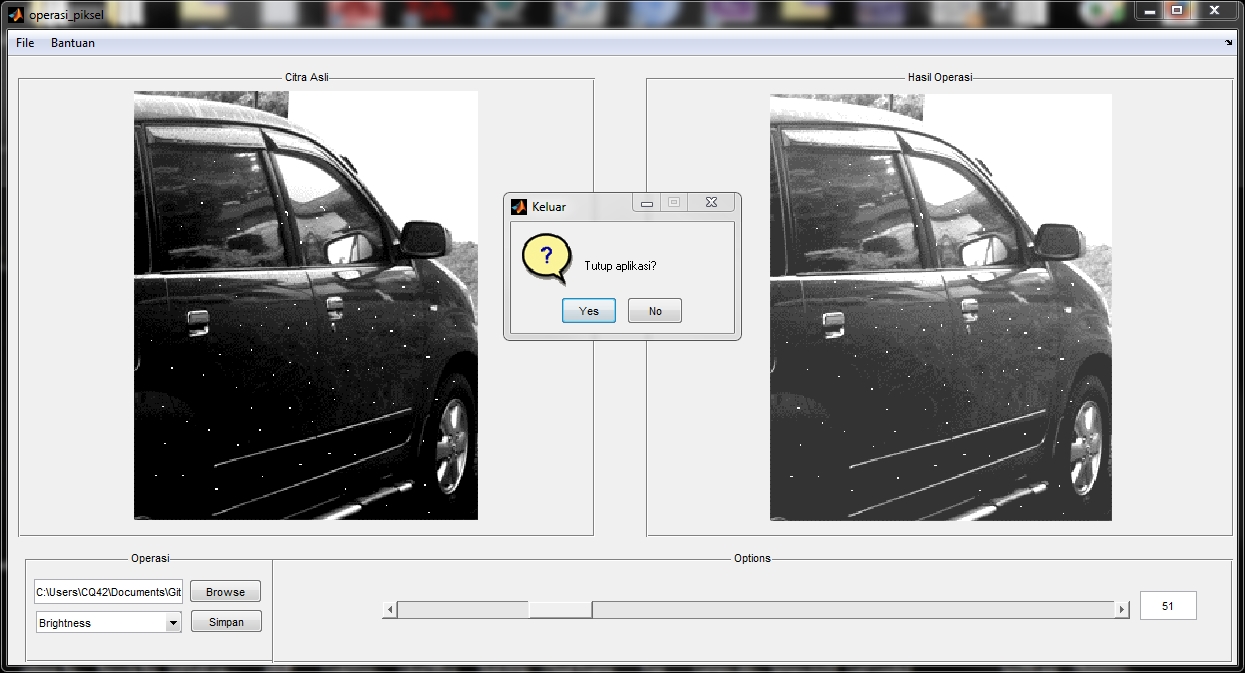 operasi_piksel
File Bantuan
Citra Asli
Hasil Operasi
Keluar
?
Tutup aplikasi?
Yes No
Operasi
Options
C:\Users\CQ42\Documents\Git
Browse
51
Brightness
Simpan